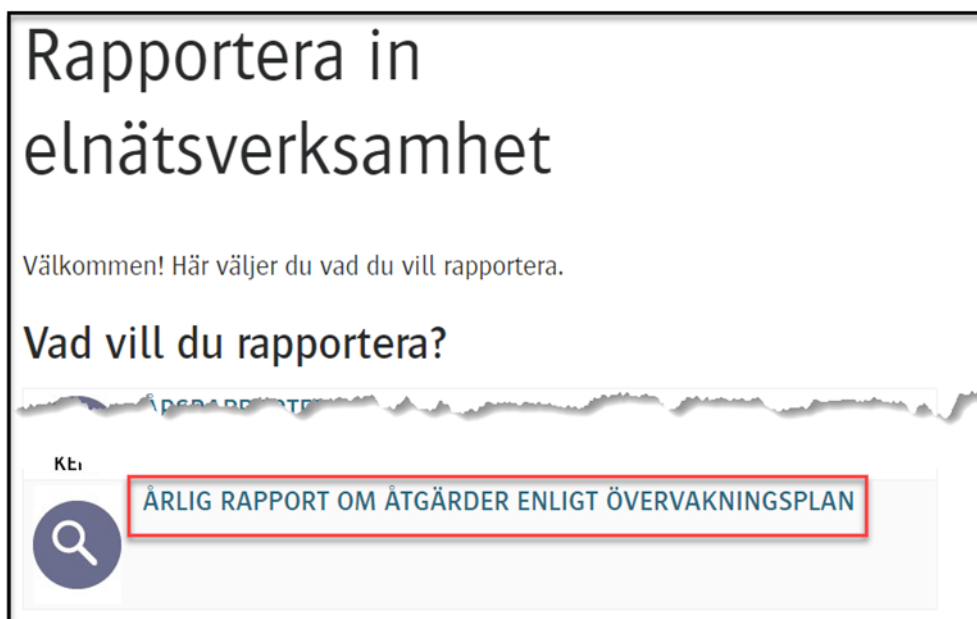 Rapportera in
elnätsverksamhet
Välkommen! Här väljer du vad du vill rapportera.
Vad vill du rapportera?
ÅRLIG RAPPORT OM ÅTGÄRDER ENLIGT ÖVERVAKNINGSPLAN